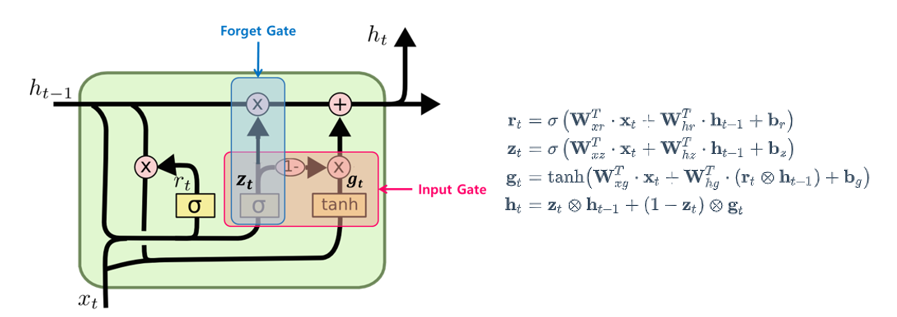 Forget Gate
h_t
h_{t-1}
x
+
x
r_t
z_t
1-
x
g_t
σ
σ
tanh
Input Gate
x_t
r_t = σ (W_{xr}^T · x_t + W_{hr}^T · h_{t-1} + b_r)
z_t = σ (W_{xz}^T · x_t + W_{hz}^T · h_{t-1} + b_z)
g_t = tanh(W_{xg}^T · x_t + W_{hg}^T · (r_t ⊗ h_{t-1}) + b_g)
h_t = z_t ⊗ h_{t-1} + (1 − z_t) ⊗ g_t